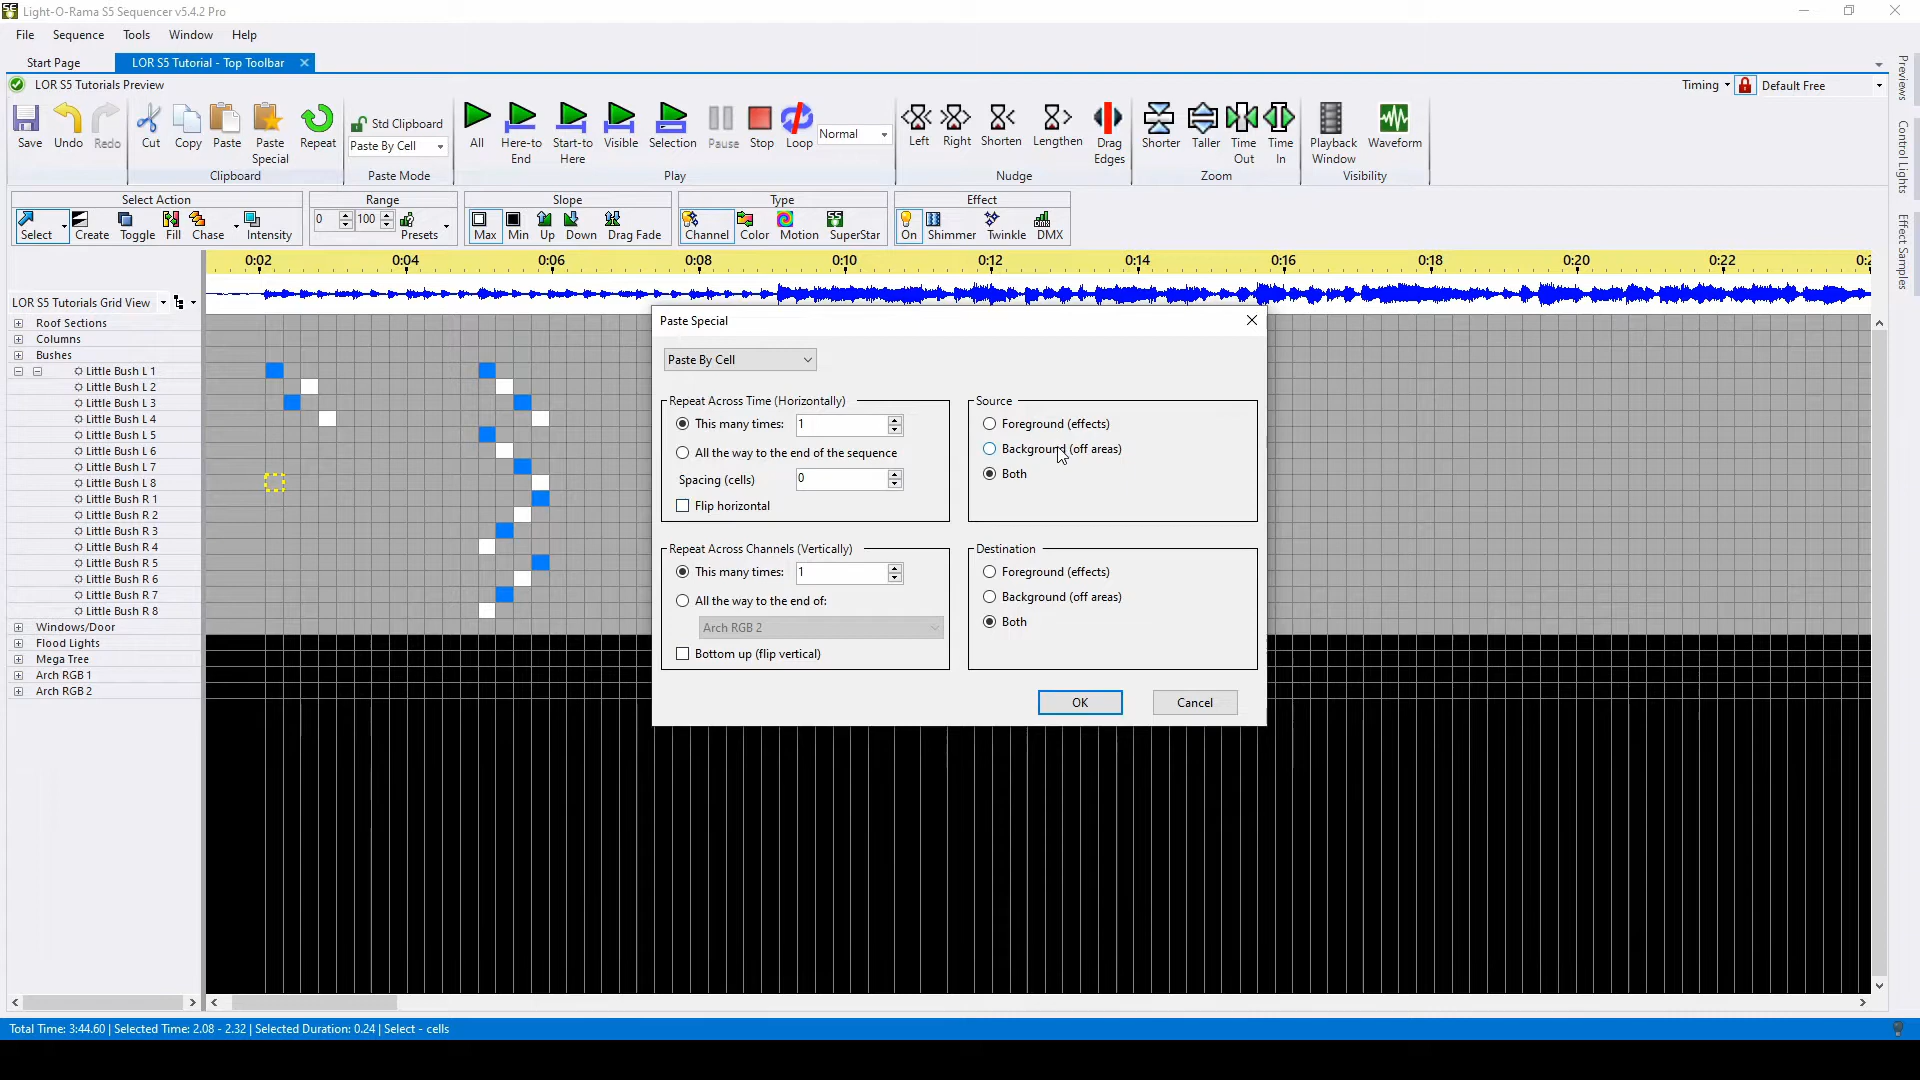 Light-O-Rama S5 Sequencer v5.4.2 Pro
File Sequence Tools Window Help
Start Page LOR S5 Tutorial - Top Toolbar
LOR S5 Tutorials Preview Timing Default Free
Save Undo Redo Cut Copy Paste Paste Special Repeat
Clipboard
Std Clipboard
Paste By Cell
Paste Mode
All Here-to End Start-to Here Visible Selection Pause Stop Loop Normal
Play
Left Right Shorten Lengthen Drag Edges
Nudge
Shorter Taller Time Out Time In
Zoom
Playback Window Waveform
Visibility
Previews
Control Lights
Effect Samples
Select Action Range Slope Type Effect
Select Create Toggle Fill Chase Intensity
0 100 Presets
Max Min Up Down Drag Fade
Channel Color Motion SuperStar
On Shimmer Twinkle DMX
0:02 0:04 0:06 0:08 0:10 0:12 0:14 0:16 0:18 0:20 0:22 0:2
LOR S5 Tutorials Grid View
Roof Sections
Columns
Bushes
Little Bush L 1
Little Bush L 2
Little Bush L 3
Little Bush L 4
Little Bush L 5
Little Bush L 6
Little Bush L 7
Little Bush L 8
Little Bush R 1
Little Bush R 2
Little Bush R 3
Little Bush R 4
Little Bush R 5
Little Bush R 6
Little Bush R 7
Little Bush R 8
Windows/Door
Flood Lights
Mega Tree
Arch RGB 1
Arch RGB 2
Paste Special
Paste By Cell
Repeat Across Time (Horizontally)
This many times: 1
All the way to the end of the sequence
Spacing (cells) 0
Flip horizontal
Source
Foreground (effects)
Background (off areas)
Both
Repeat Across Channels (Vertically)
This many times: 1
All the way to the end of:
Arch RGB 2
Bottom up (flip vertical)
Destination
Foreground (effects)
Background (off areas)
Both
OK Cancel
Total Time: 3:44.60 | Selected Time: 2.08 - 2.32 | Selected Duration: 0.24 | Select - cells